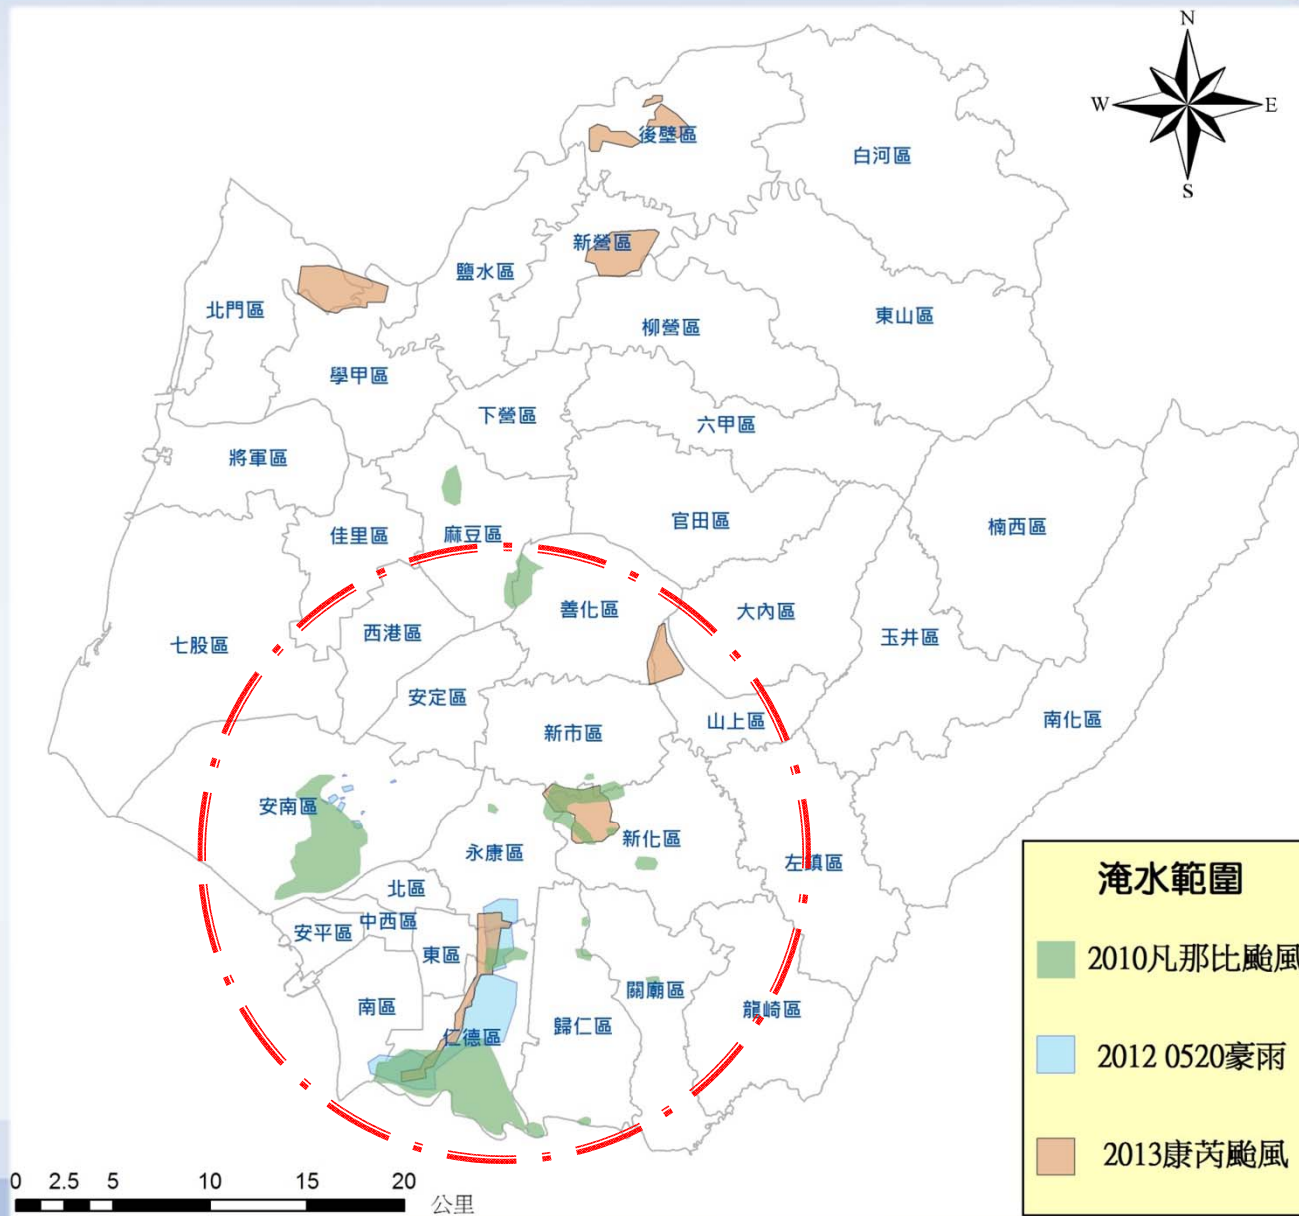 N
W
E
S
後壁區
白河區
新營區
鹽水區
北門區
東山區
柳營區
學甲區
下營區
六甲區
將軍區
官田區
楠西區
佳里區
麻豆區
善化區
大內區
西港區
玉井區
七股區
安定區
南化區
山上區
新市區
安南區
新化區
永康區
左鎮區
北區
中西區
安平區
東區
關廟區
南區
龍崎區
歸仁區
仁德區
淹水範圍
2010凡那比颱風
2012 0520豪雨
2013康芮颱風
0 2.5 5 10 15 20
公里